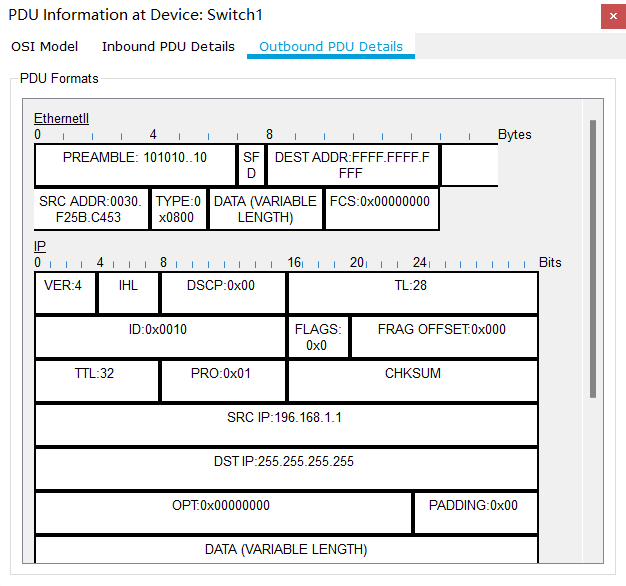 PDU Information at Device: Switch1
OSI Model Inbound PDU Details Outbound PDU Details
PDU Formats
EthernetII
0 4 8 Bytes
PREAMBLE: 101010..10 SF DEST ADDR:FFFF.FFFF.F
D FFF
SRC ADDR:0030. TYPE:0 DATA (VARIABLE FCS:0x00000000
F25B.C453 x0800 LENGTH)
IP
0 4 8 16 20 24 Bits
VER:4 IHL DSCP:0x00 TL:28
ID:0x0010 FLAGS: FRAG OFFSET:0x000
0x0
TTL:32 PRO:0x01 CHKSUM
SRC IP:196.168.1.1
DST IP:255.255.255.255
OPT:0x00000000 PADDING:0x00
DATA (VARIABLE LENGTH)